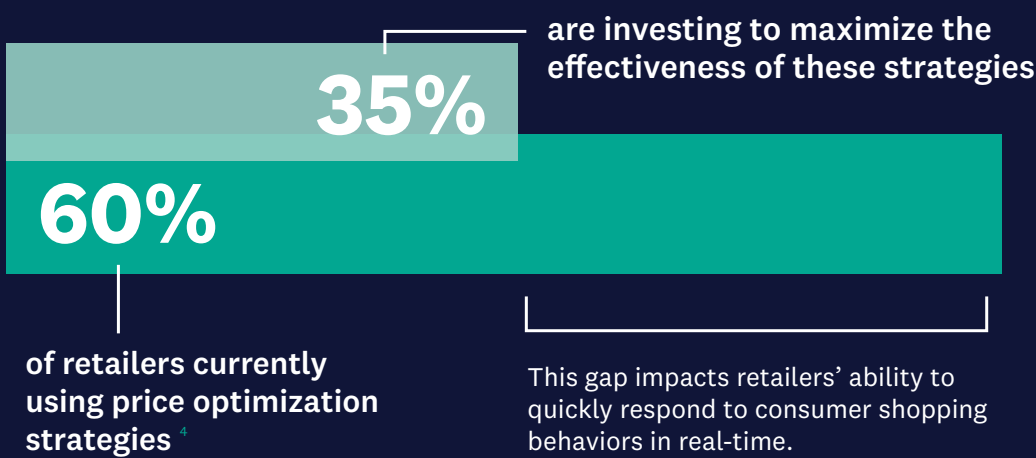 are investing to maximize the
effectiveness of these strategies
35%
60%
of retailers currently
using price optimization
strategies 4
This gap impacts retailers’ ability to
quickly respond to consumer shopping
behaviors in real-time.